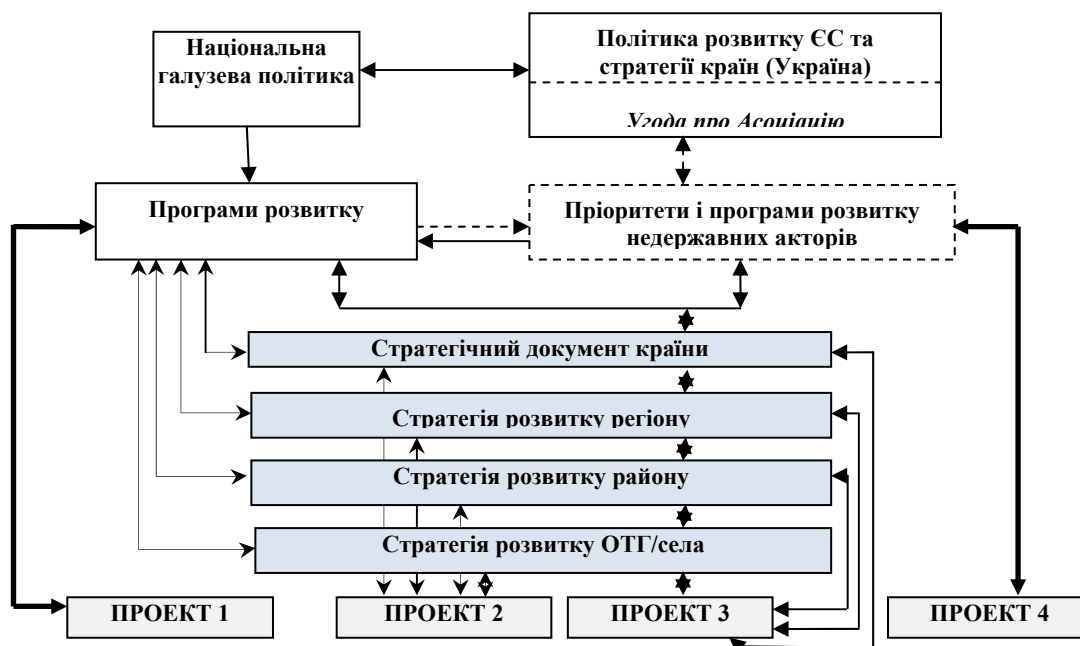 Національна
галузева політика
Політика розвитку ЄС та
стратегії країн (Україна)
Угода про Асоціацію
Програми розвитку
Пріоритети і програми розвитку
недержавних акторів
Стратегічний документ країни
Стратегія розвитку регіону
Стратегія розвитку району
Стратегія розвитку ОТГ/села
ПРОЕКТ 1
ПРОЕКТ 2
ПРОЕКТ 3
ПРОЕКТ 4